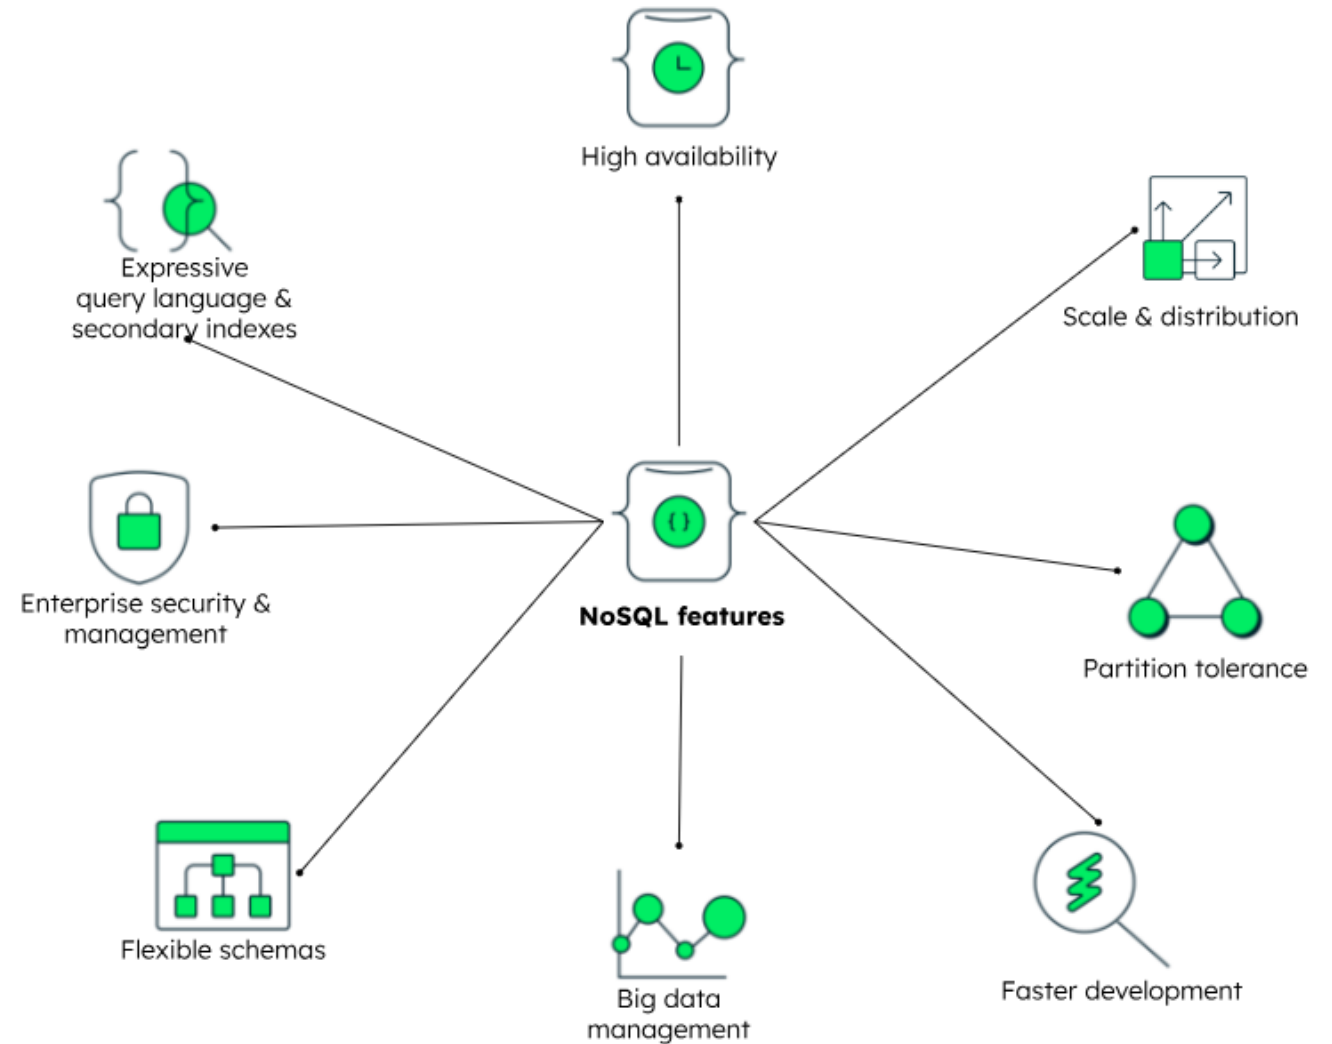 High availability
Expressive
query language &
secondary indexes
Scale & distribution
{ }
NoSQL features
Enterprise security &
management
Partition tolerance
Flexible schemas
Big data
management
Faster development